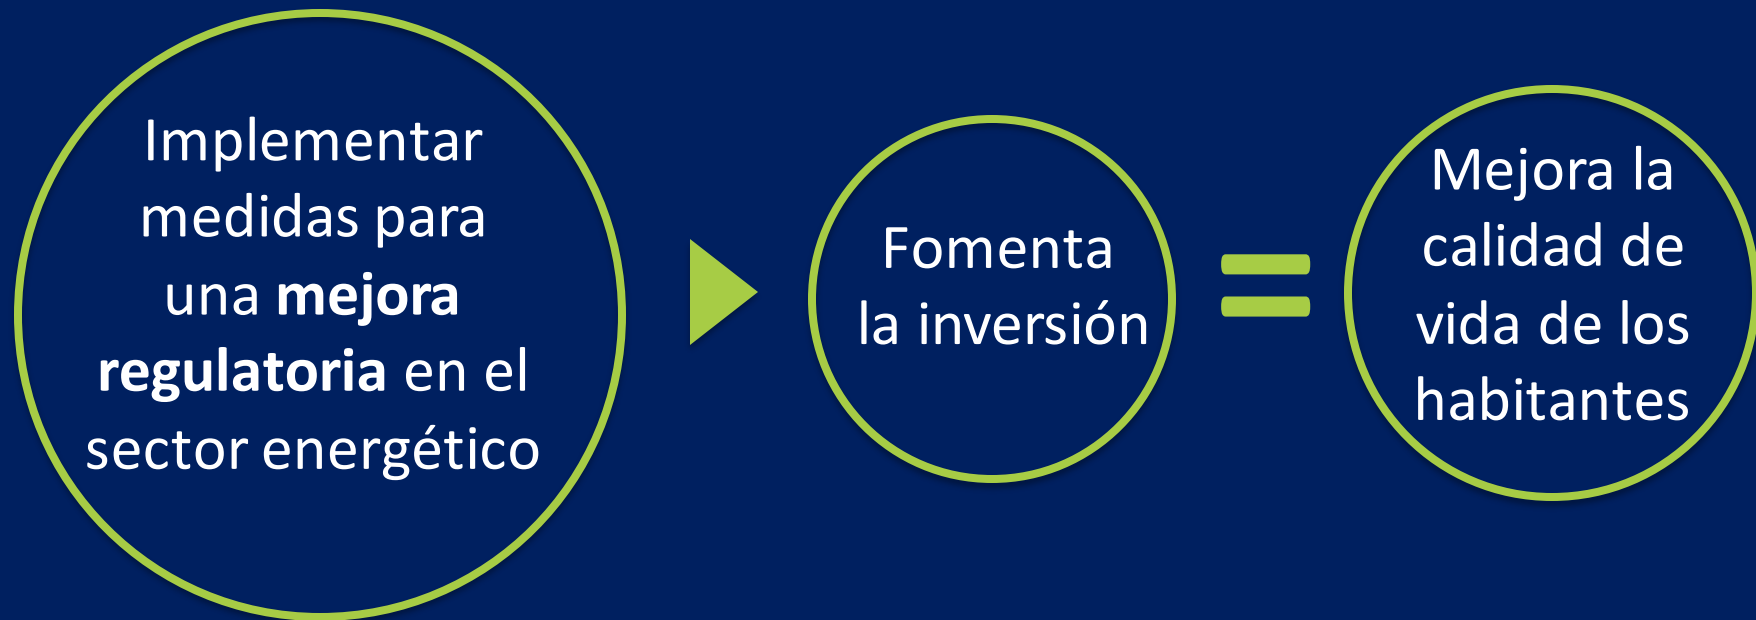 Implementar
medidas para
una mejora
regulatoria en el
sector energético
Fomenta
la inversión
=
Mejora la
calidad de
vida de los
habitantes